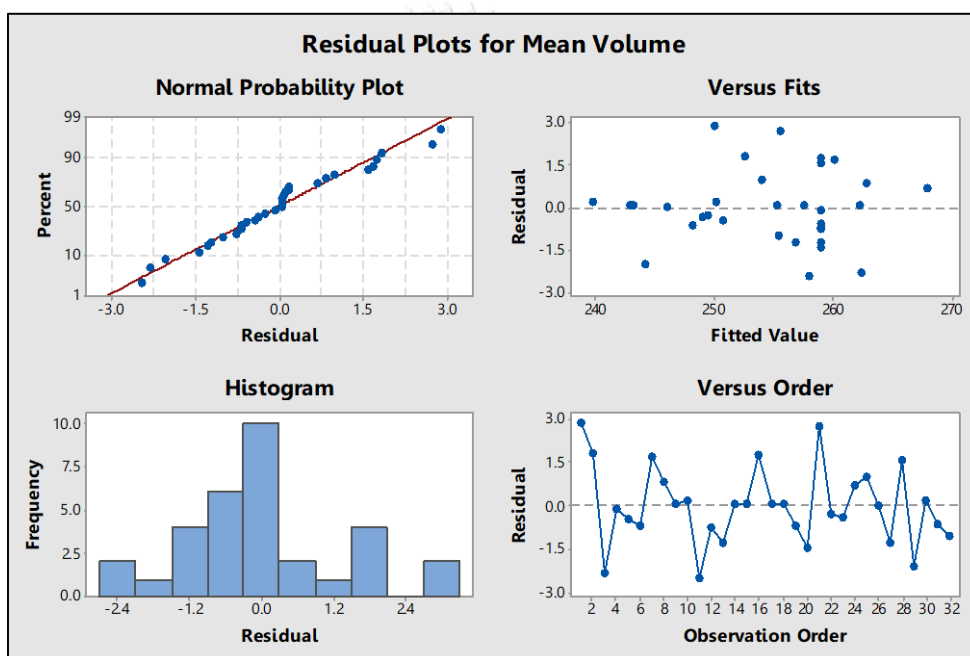 Residual Plots for Mean Volume
Normal Probability Plot
99
90
50
10
1
Percent
-3.0 -1.5 0.0 1.5 3.0
Residual
Versus Fits
3.0
1.5
0.0
-1.5
-3.0
Residual
240 250 260 270
Fitted Value
Histogram
10.0
7.5
5.0
2.5
0.0
Frequency
-2.4 -1.2 0.0 1.2 2.4
Residual
Versus Order
3.0
1.5
0.0
-1.5
-3.0
Residual
2 4 6 8 10 12 14 16 18 20 22 24 26 28 30 32
Observation Order